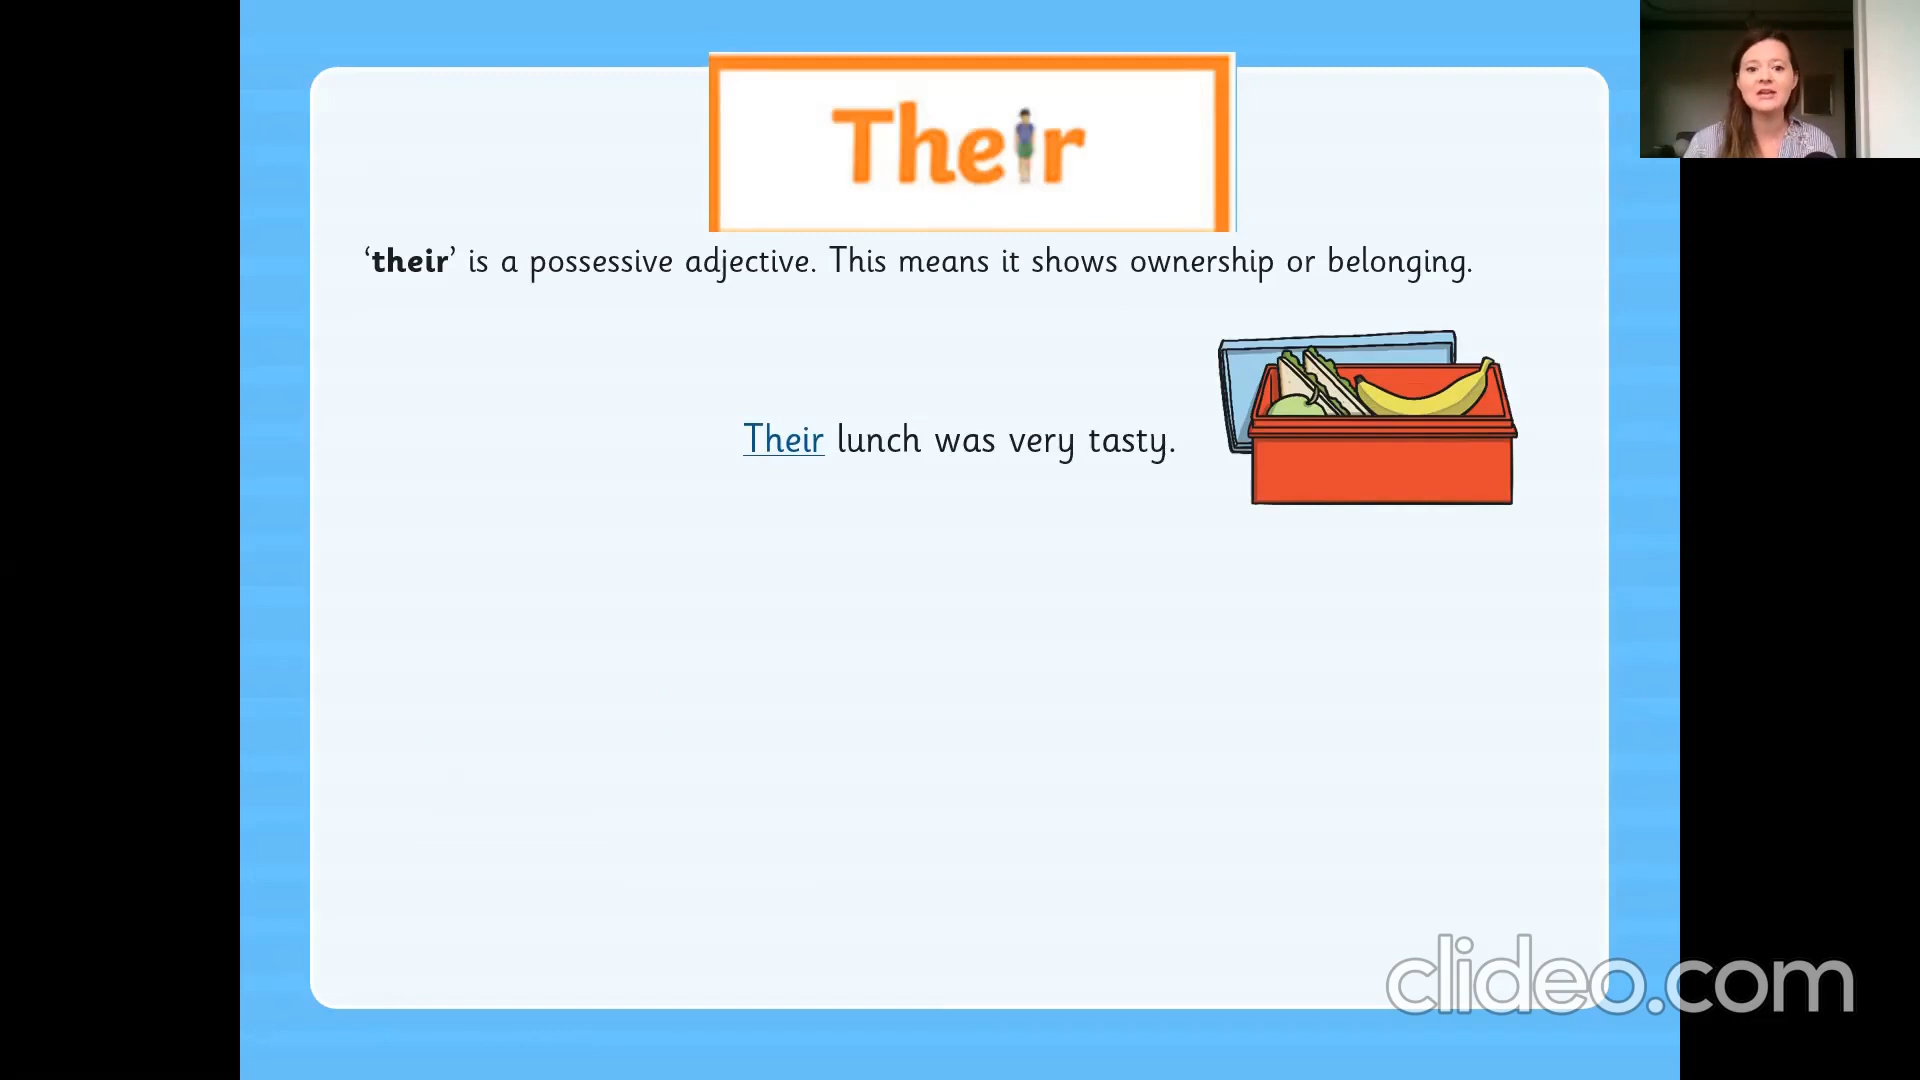 Their
‘their’ is a possessive adjective. This means it shows ownership or belonging.
Their lunch was very tasty.
clideo.com